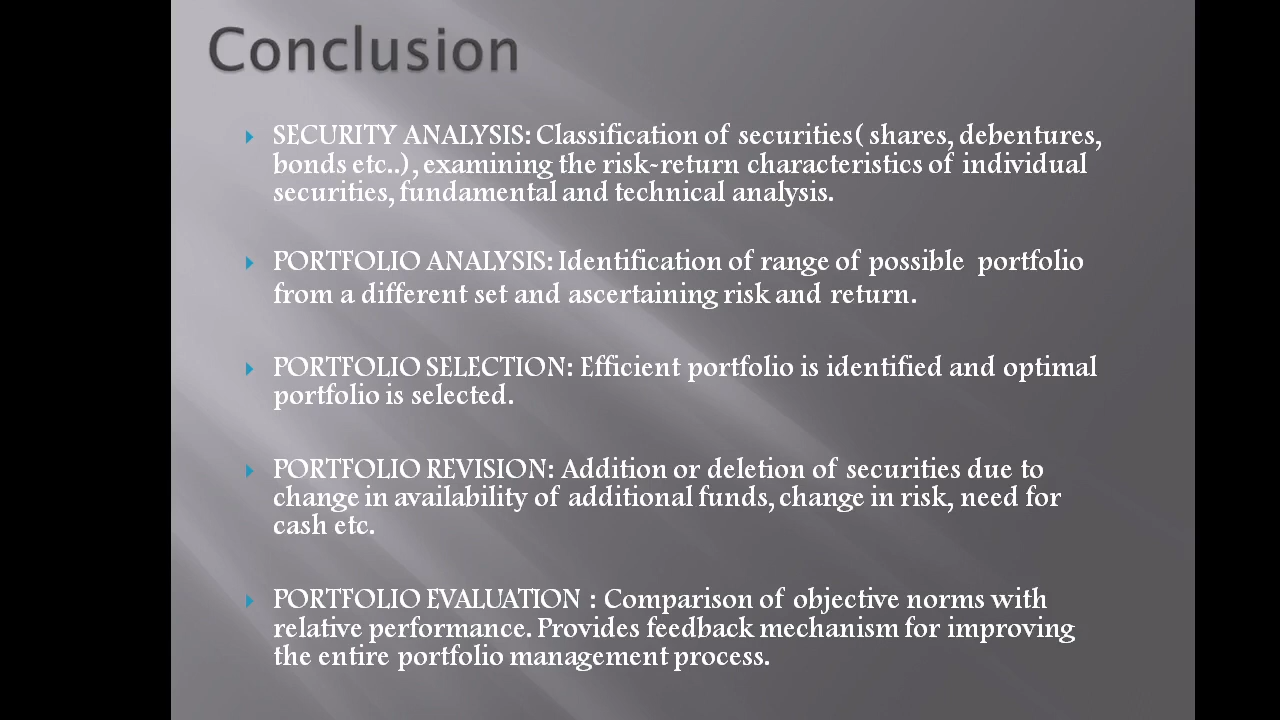 Conclusion
SECURITY ANALYSIS: Classification of securities( shares, debentures,
bonds etc..), examining the risk-return characteristics of individual
securities, fundamental and technical analysis.
PORTFOLIO ANALYSIS: Identification of range of possible  portfolio
from a different set and ascertaining risk and return.
PORTFOLIO SELECTION: Efficient portfolio is identified and optimal
portfolio is selected.
PORTFOLIO REVISION: Addition or deletion of securities due to
change in availability of additional funds, change in risk, need for
cash etc.
PORTFOLIO EVALUATION : Comparison of objective norms with
relative performance. Provides feedback mechanism for improving
the entire portfolio management process.